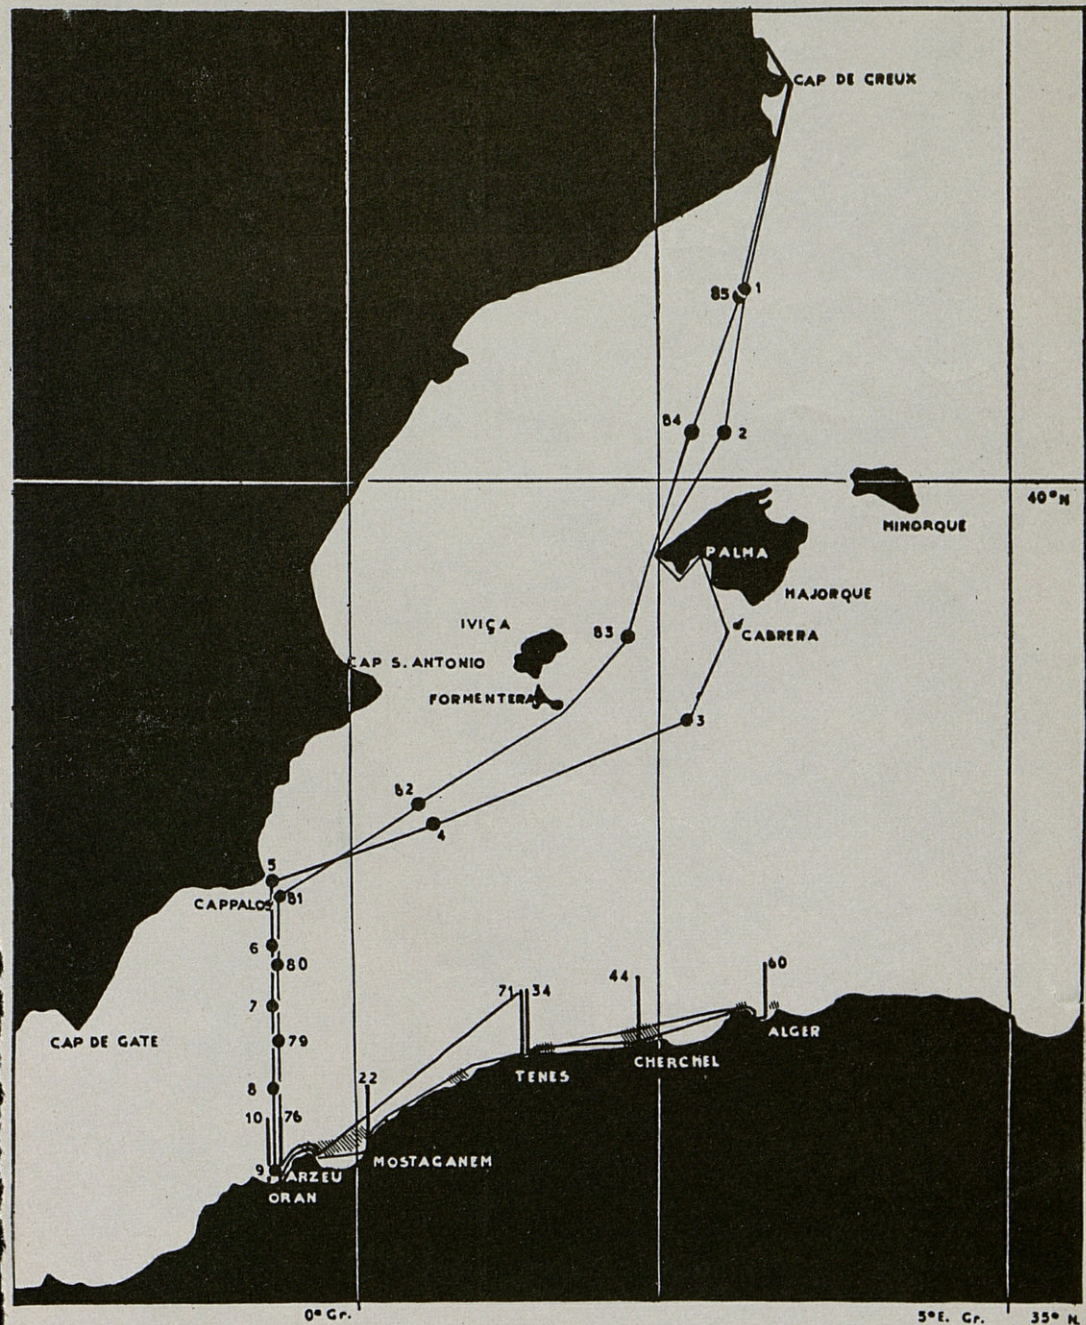 CAP DE CREUX
85 1
84 2
40° N
MINORQUE
PALMA
MAJORQUE
IVIÇA
83
CABRERA
CAP S. ANTONIO
FORMENTERA
3
82
4
5
CAPPALOS 81
6
80
44
60
7
71 34
79
CAP DE GATE
ALGER
CHERCHEL
TENES
8
22
10 76
9
ARZEU
MOSTAGANEM
ORAN
0° Gr.
5° E. Gr.
35° N.